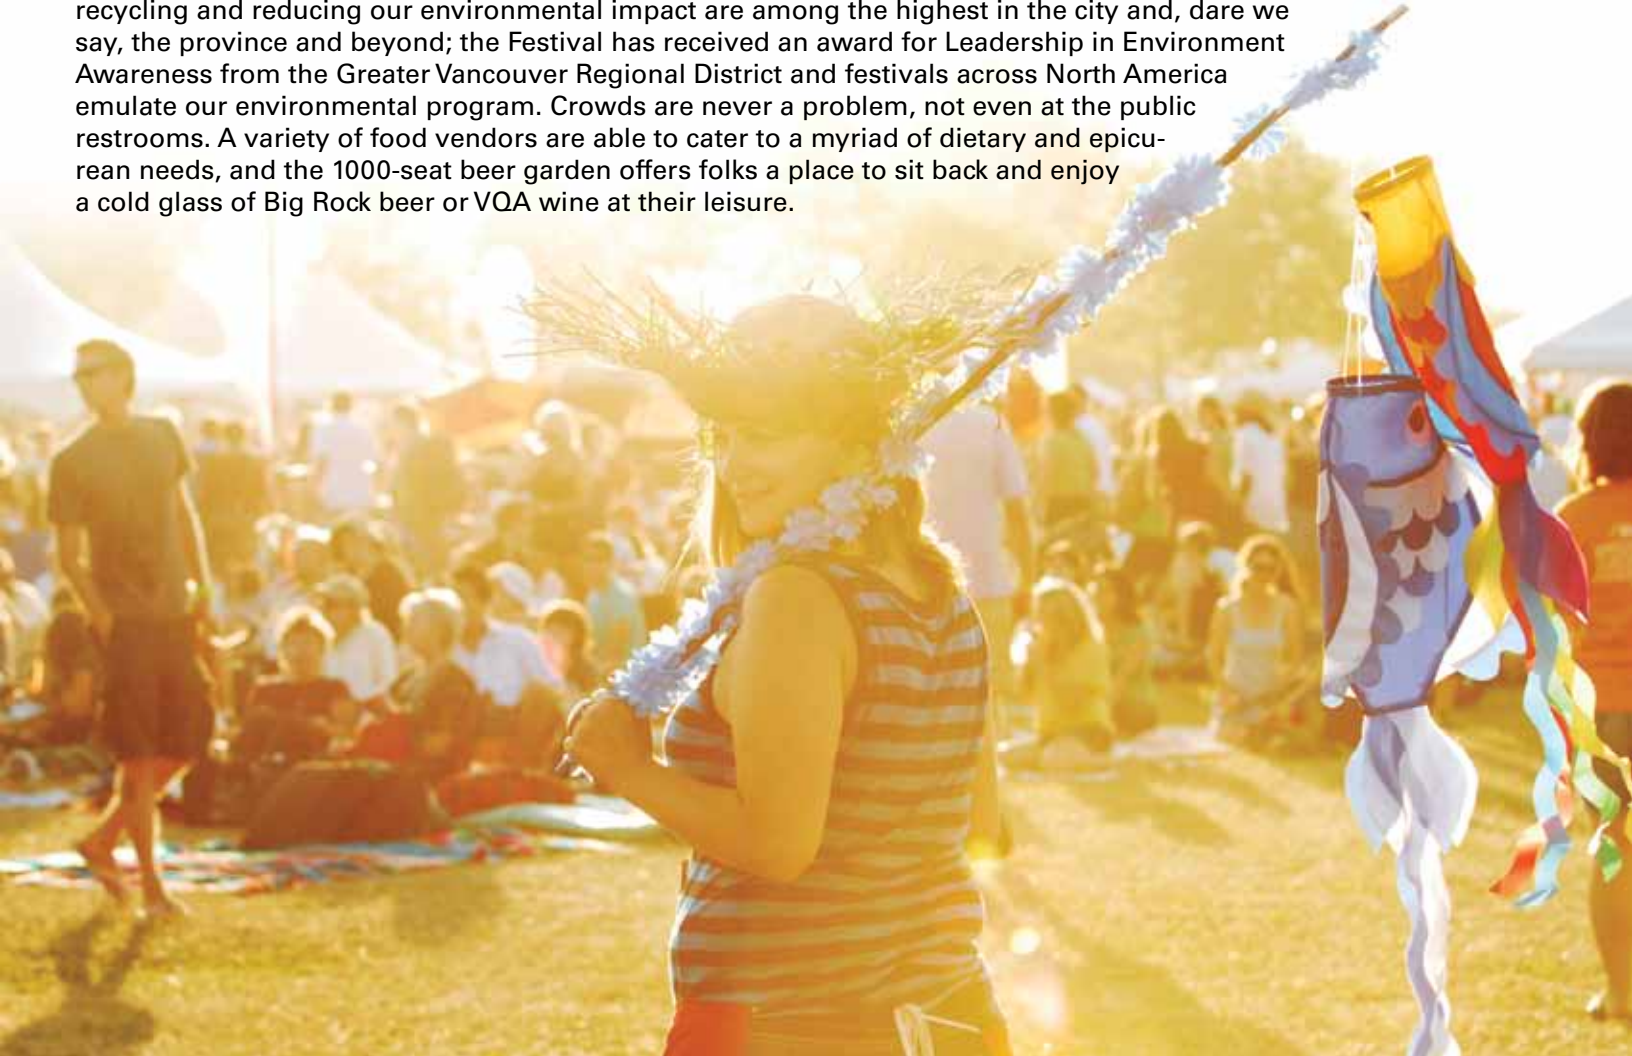 recycling and reducing our environmental impact are among the highest in the city and, dare we
say, the province and beyond; the Festival has received an award for Leadership in Environment
Awareness from the Greater Vancouver Regional District and festivals across North America
emulate our environmental program. Crowds are never a problem, not even at the public
restrooms. A variety of food vendors are able to cater to a myriad of dietary and epicu-
rean needs, and the 1000-seat beer garden offers folks a place to sit back and enjoy
a cold glass of Big Rock beer or VQA wine at their leisure.